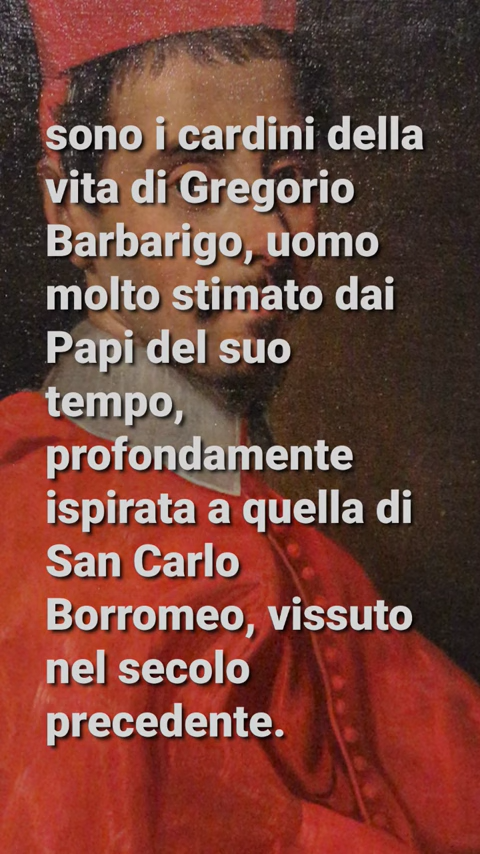 sono i cardini della
vita di Gregorio
Barbarigo, uomo
molto stimato dai
Papi del suo
tempo,
profondamente
ispirata a quella di
San Carlo
Borromeo, vissuto
nel secolo
precedente.